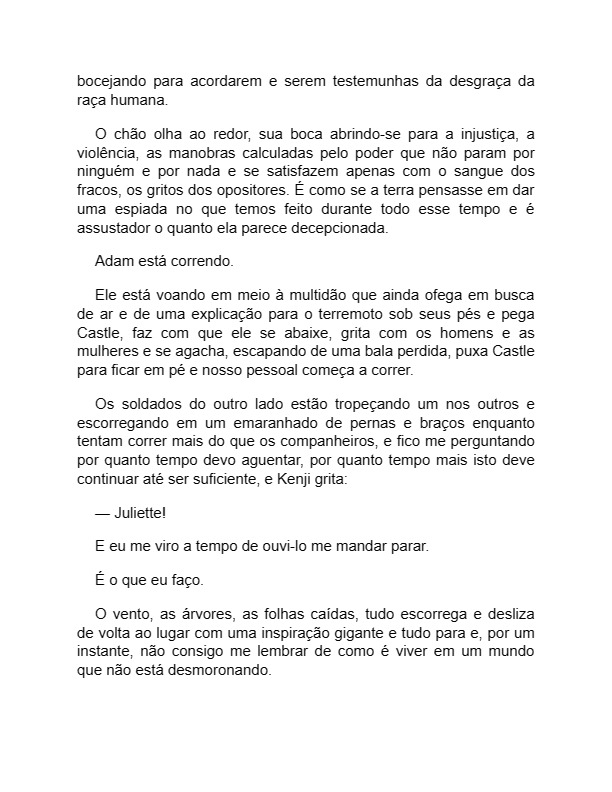 bocejando para acordarem e serem testemunhas da desgraça da
raça humana.
O chão olha ao redor, sua boca abrindo-se para a injustiça, a
violência, as manobras calculadas pelo poder que não param por
ninguém e por nada e se satisfazem apenas com o sangue dos
fracos, os gritos dos opositores. É como se a terra pensasse em dar
uma espiada no que temos feito durante todo esse tempo e é
assustador o quanto ela parece decepcionada.
Adam está correndo.
Ele está voando em meio à multidão que ainda ofega em busca
de ar e de uma explicação para o terremoto sob seus pés e pega
Castle, faz com que ele se abaixe, grita com os homens e as
mulheres e se agacha, escapando de uma bala perdida, puxa Castle
para ficar em pé e nosso pessoal começa a correr.
Os soldados do outro lado estão tropeçando um nos outros e
escorregando em um emaranhado de pernas e braços enquanto
tentam correr mais do que os companheiros, e fico me perguntando
por quanto tempo devo aguentar, por quanto tempo mais isto deve
continuar até ser suficiente, e Kenji grita:
— Juliette!
E eu me viro a tempo de ouvi-lo me mandar parar.
É o que eu faço.
O vento, as árvores, as folhas caídas, tudo escorrega e desliza
de volta ao lugar com uma inspiração gigante e tudo para e, por um
instante, não consigo me lembrar de como é viver em um mundo
que não está desmoronando.